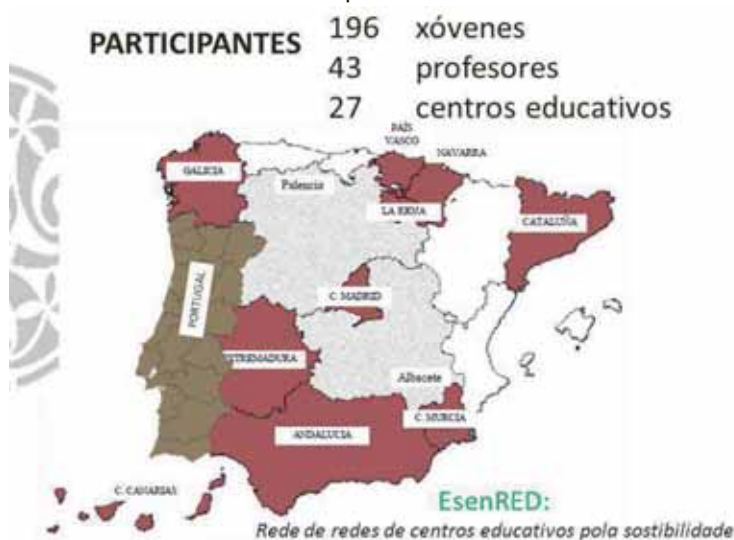 PARTICIPANTES
196 xóvenes
43 profesores
27 centros educativos
PAÍS
VASCO
NAVARRA
GALICIA
Palencia
LA RIOJA
CATALUÑA
C. MADRID
PORTUGAL
EXTREMADURA
Albacete
C. MURCIA
ANDALUCIA
C. CANARIAS
EsenRED:
Rede de redes de centros educativos pola sostibilidade